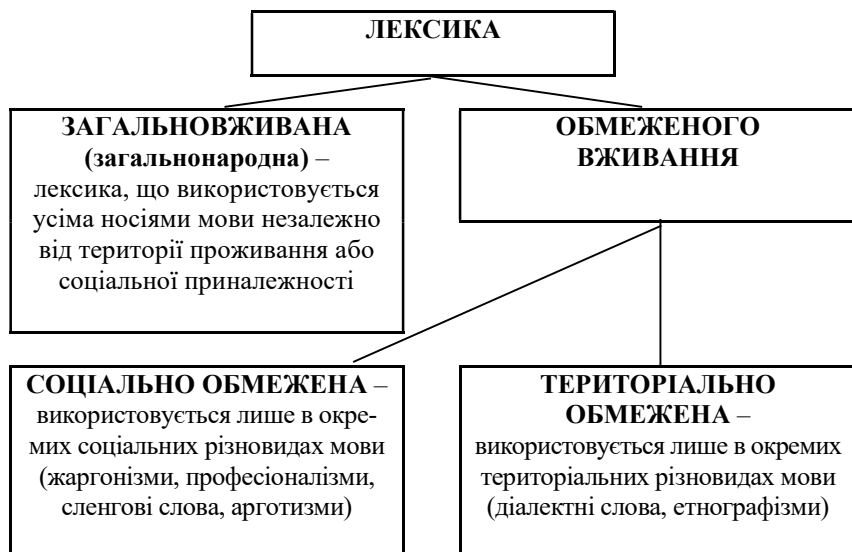 ЛЕКСИКА
ЗАГАЛЬНОВЖИВАНА
(загальнонародна) –
лексика, що використовується
усіма носіями мови незалежно
від території проживання або
соціальної приналежності
ОБМЕЖЕНОГО
ВЖИВАННЯ
СОЦІАЛЬНО ОБМЕЖЕНА –
використовується лише в окре-
мих соціальних різновидах мови
(жаргонізми, професіоналізми,
сленгові слова, арготизми)
ТЕРИТОРІАЛЬНО
ОБМЕЖЕНА –
використовується лише в окремих
територіальних різновидах мови
(діалектні слова, етнографізми)